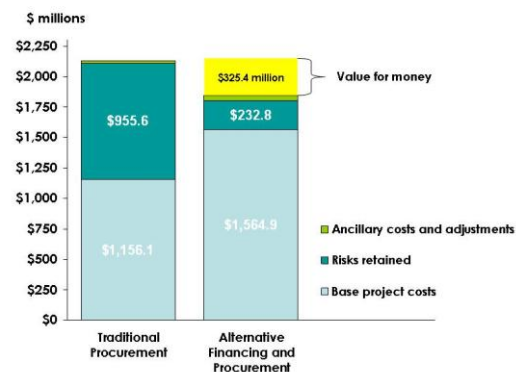 $ millions
$2,250
$2,000
$1,750
$1,500
$1,250
$1,000
$750
$500
$250
$0
$955.6
$1,156.1
$325.4 million
$232.8
$1,564.9
Value for money
Ancillary costs and adjustments
Risks retained
Base project costs
Traditional
Procurement
Alternative
Financing and
Procurement